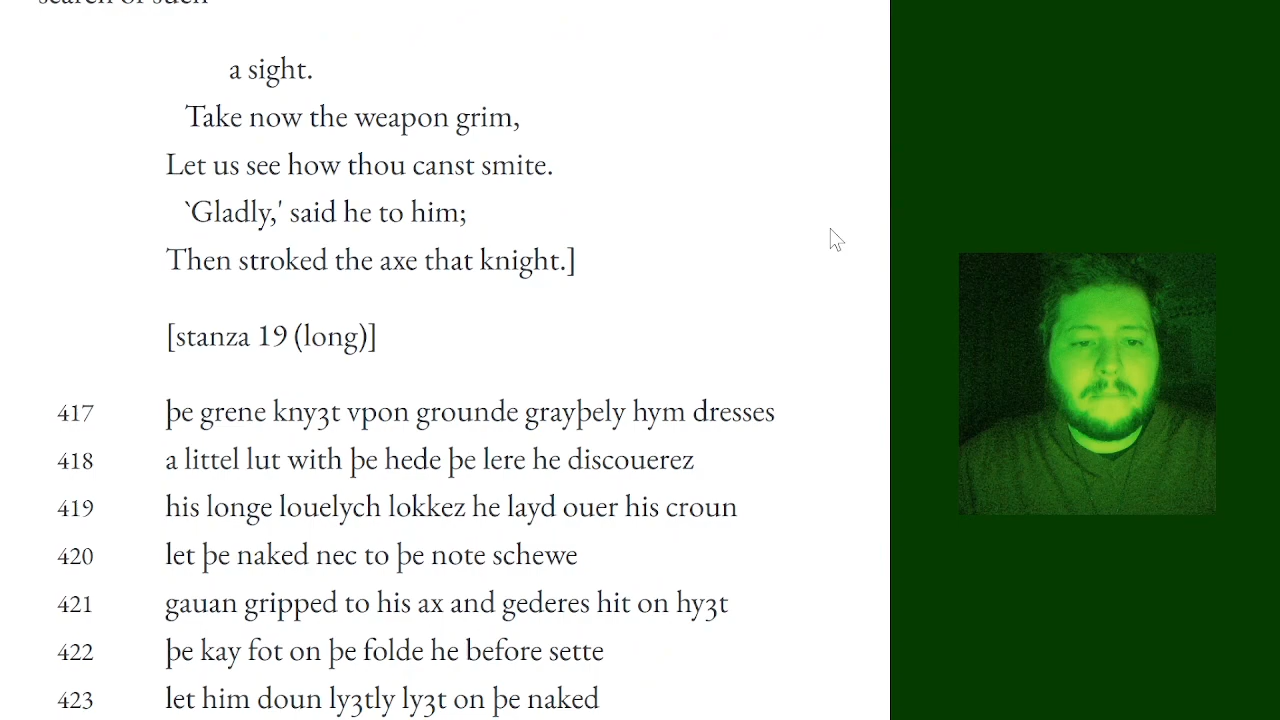 search of such
a sight.
Take now the weapon grim,
Let us see how thou canst smite.
`Gladly,' said he to him;
Then stroked the axe that knight.]
[stanza 19 (long)]
417 þe grene knyȝt vpon grounde grayþely hym dresses
418 a littel lut with þe hede þe lere he discouerez
419 his longe louelych lokkez he layd ouer his croun
420 let þe naked nec to þe note schewe
421 gauan gripped to his ax and gederes hit on hyȝt
422 þe kay fot on þe folde he before sette
423 let him doun lyȝtly lyȝt on þe naked